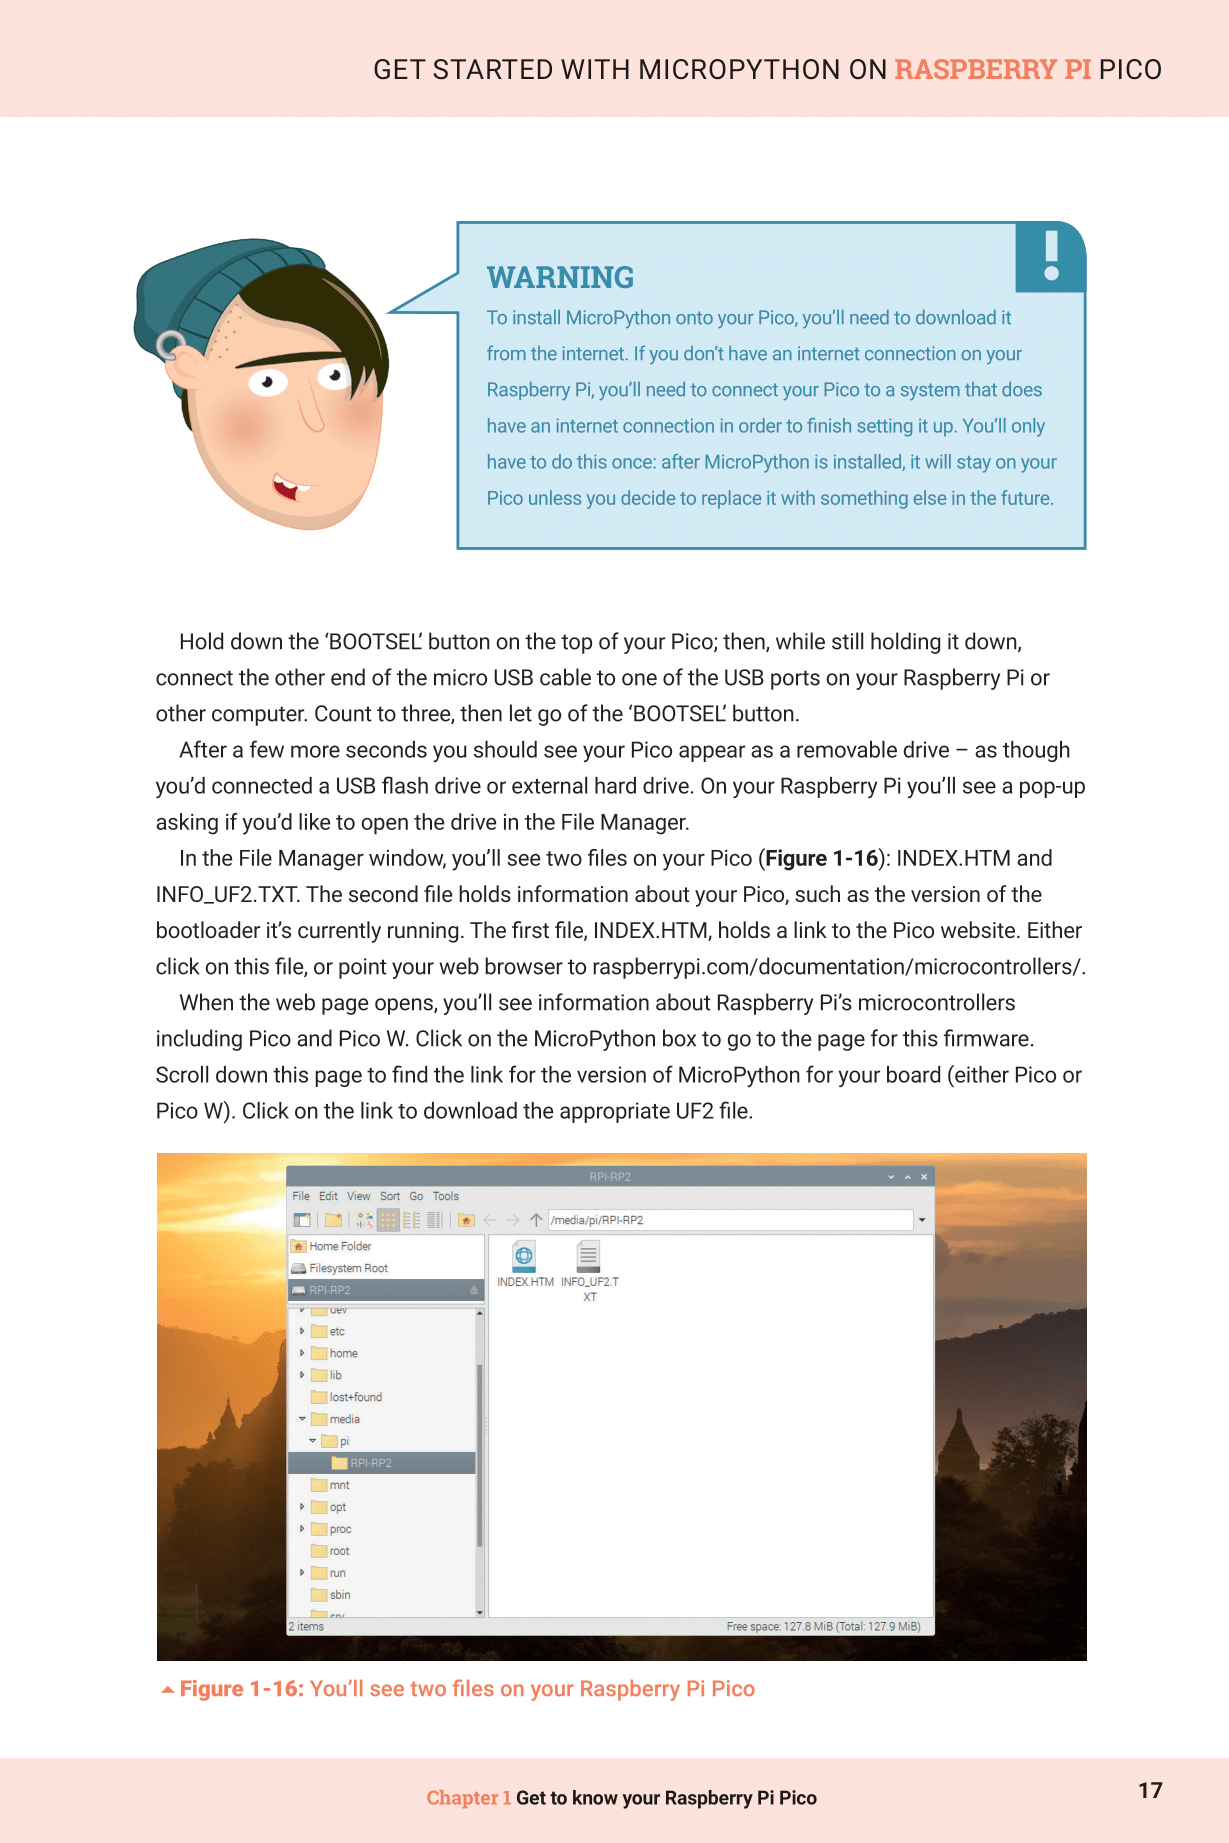 GET STARTED WITH MICROPYTHON ON RASPBERRY PI PICO
WARNING
To install MicroPython onto your Pico, you’ll need to download it
from the internet. If you don’t have an internet connection on your
Raspberry Pi, you’ll need to connect your Pico to a system that does
have an internet connection in order to finish setting it up. You’ll only
have to do this once: after MicroPython is installed, it will stay on your
Pico unless you decide to replace it with something else in the future.
Hold down the ‘BOOTSEL’ button on the top of your Pico; then, while still holding it down,
connect the other end of the micro USB cable to one of the USB ports on your Raspberry Pi or
other computer. Count to three, then let go of the ‘BOOTSEL’ button.
After a few more seconds you should see your Pico appear as a removable drive – as though
you’d connected a USB flash drive or external hard drive. On your Raspberry Pi you’ll see a pop-up
asking if you’d like to open the drive in the File Manager.
In the File Manager window, you’ll see two files on your Pico (Figure 1-16): INDEX.HTM and
INFO_UF2.TXT. The second file holds information about your Pico, such as the version of the
bootloader it’s currently running. The first file, INDEX.HTM, holds a link to the Pico website. Either
click on this file, or point your web browser to raspberrypi.com/documentation/microcontrollers/.
When the web page opens, you’ll see information about Raspberry Pi’s microcontrollers
including Pico and Pico W. Click on the MicroPython box to go to the page for this firmware.
Scroll down this page to find the link for the version of MicroPython for your board (either Pico or
Pico W). Click on the link to download the appropriate UF2 file.
RPI-RP2
File Edit View Sort Go Tools
/media/pi/RPI-RP2
Home Folder
Filesystem Root
RPI-RP2
dev
etc
home
lib
lost+found
media
pi
RPI-RP2
mnt
opt
proc
root
run
sbin
srv
INDEX.HTM
INFO_UF2.T
XT
2 items
Free space: 127.8 MiB (Total: 127.9 MiB)
Figure 1-16: You’ll see two files on your Raspberry Pi Pico
Chapter 1 Get to know your Raspberry Pi Pico
17